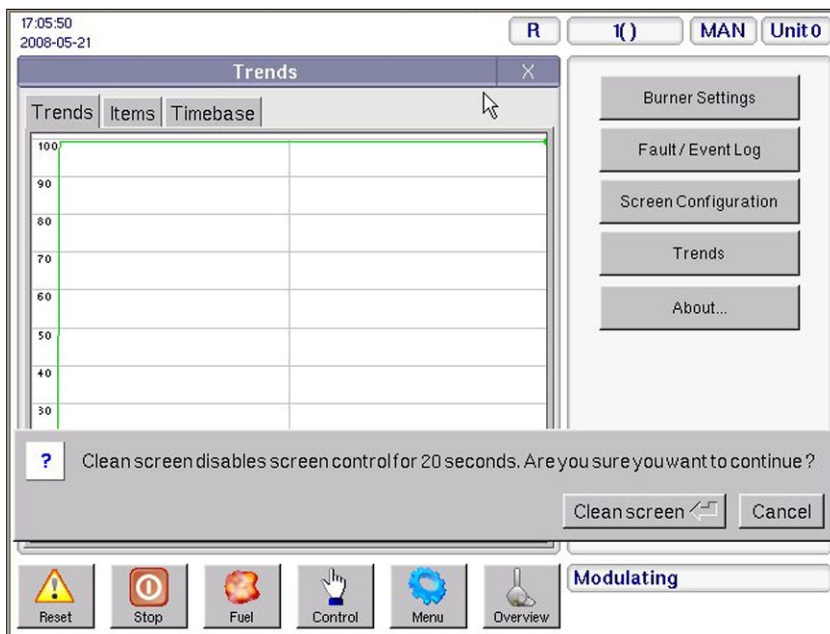 17:05:50
2008-05-21
R
1( )
MAN
Unit 0
Trends
X
Trends
Items
Timebase
100
90
80
70
60
50
40
30
Burner Settings
Fault / Event Log
Screen Configuration
Trends
About...
?
Clean screen disables screen control for 20 seconds. Are you sure you want to continue ?
Clean screen
Cancel
Reset
Stop
Fuel
Control
Menu
Overview
Modulating